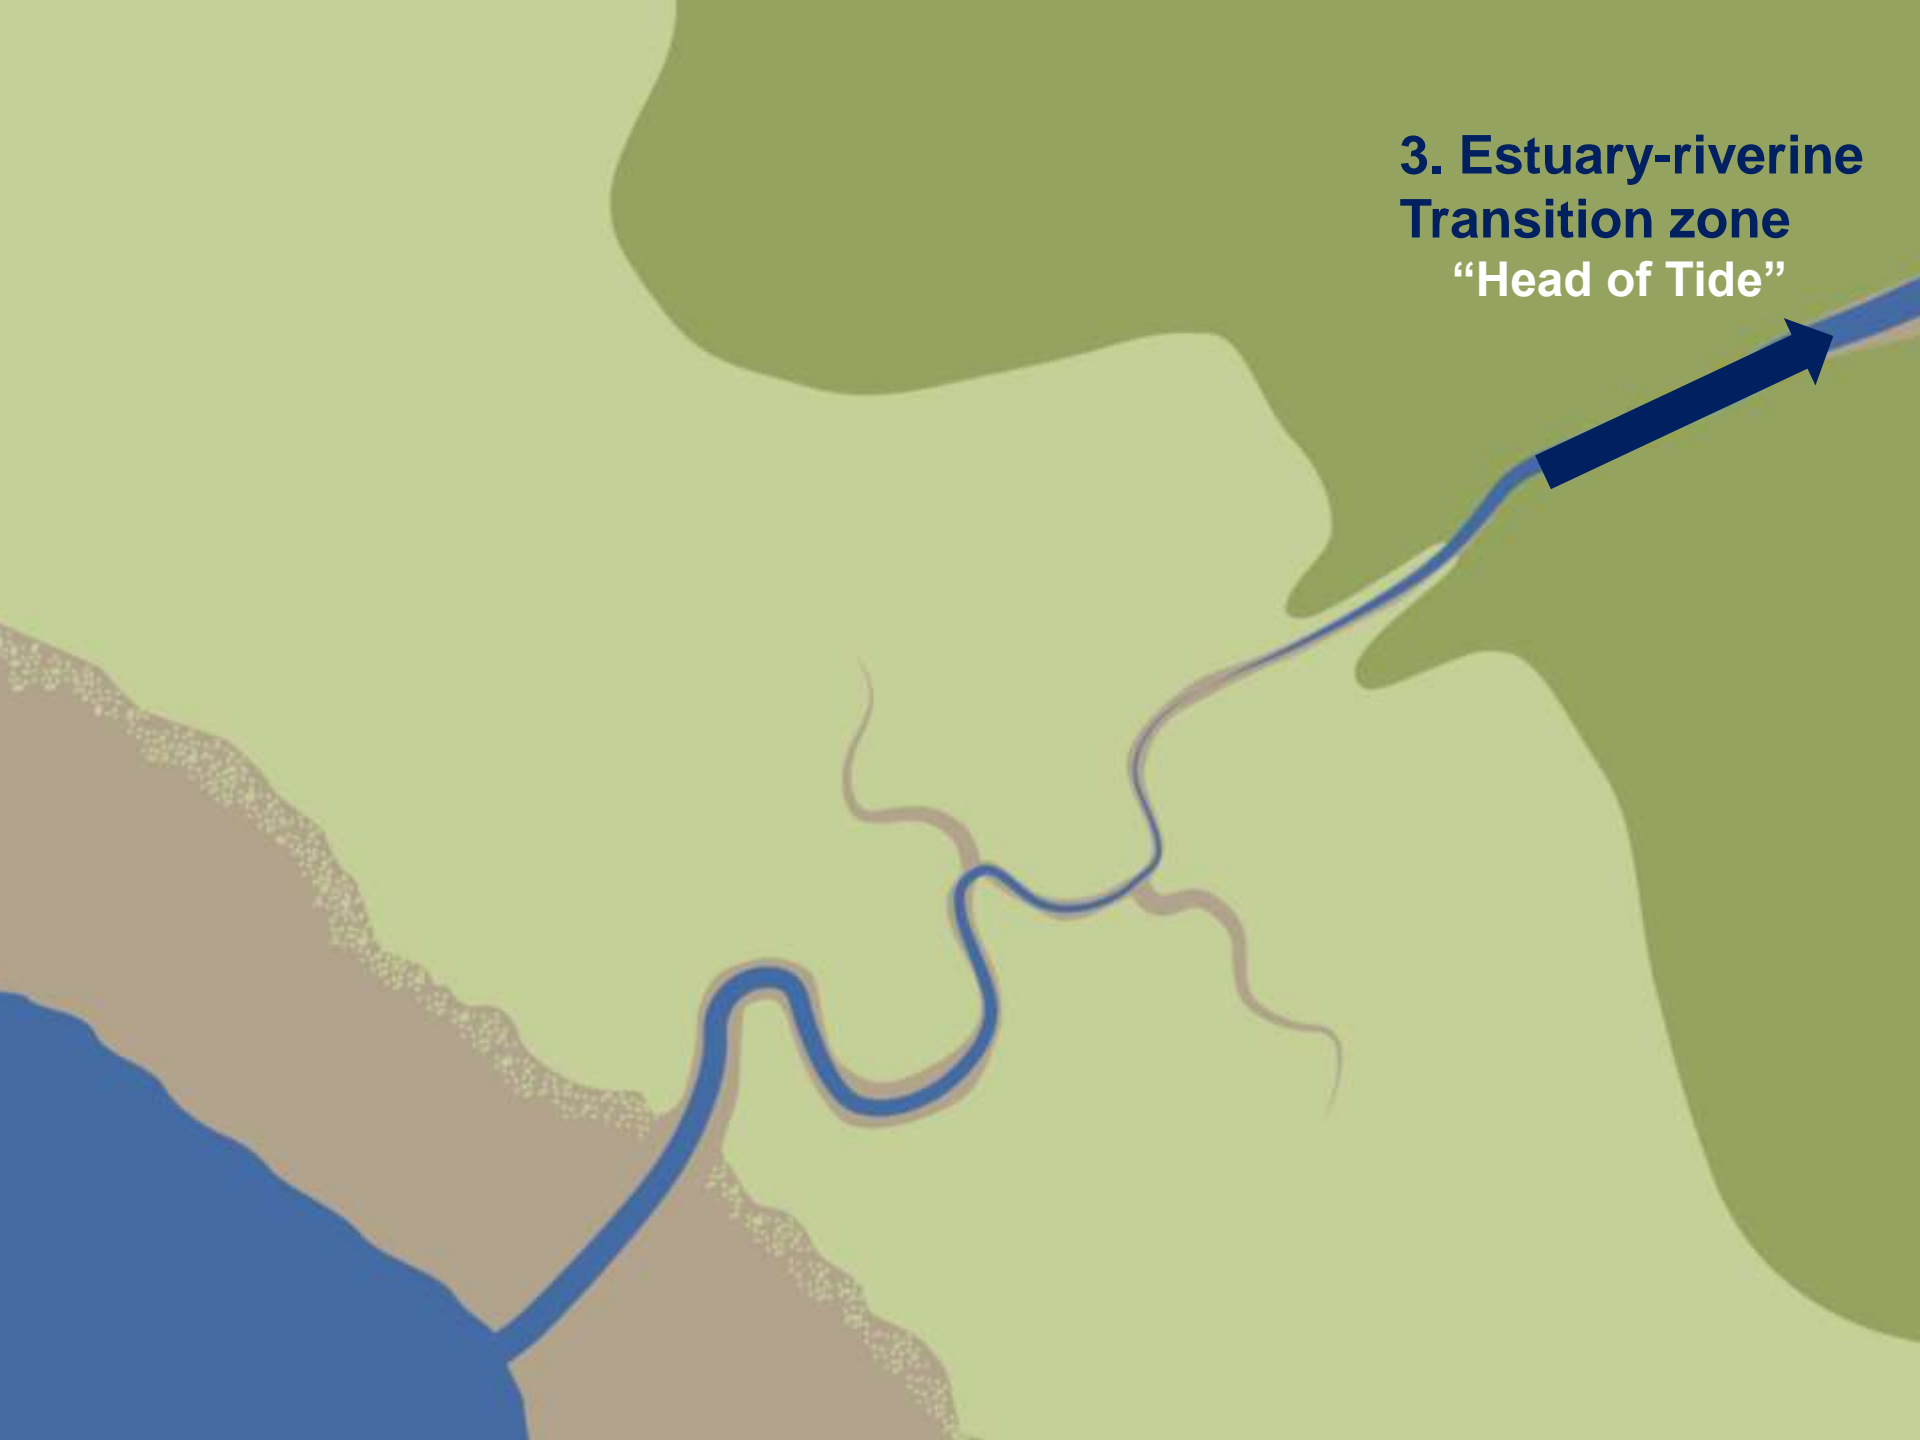 3. Estuary-riverine
Transition zone
“Head of Tide”